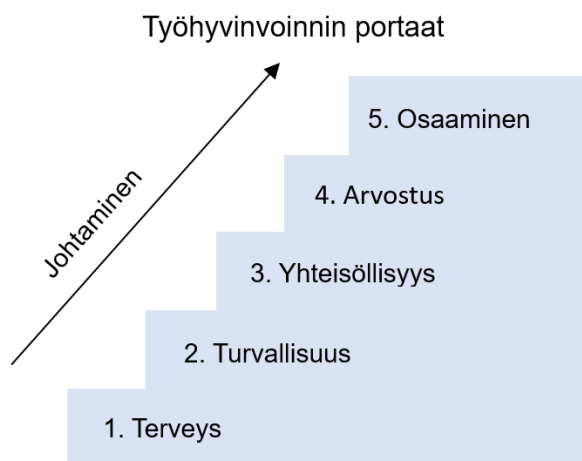 Työhyvinvoinnin portaat
Johtaminen
5. Osaaminen
4. Arvostus
3. Yhteisöllisyys
2. Turvallisuus
1. Terveys